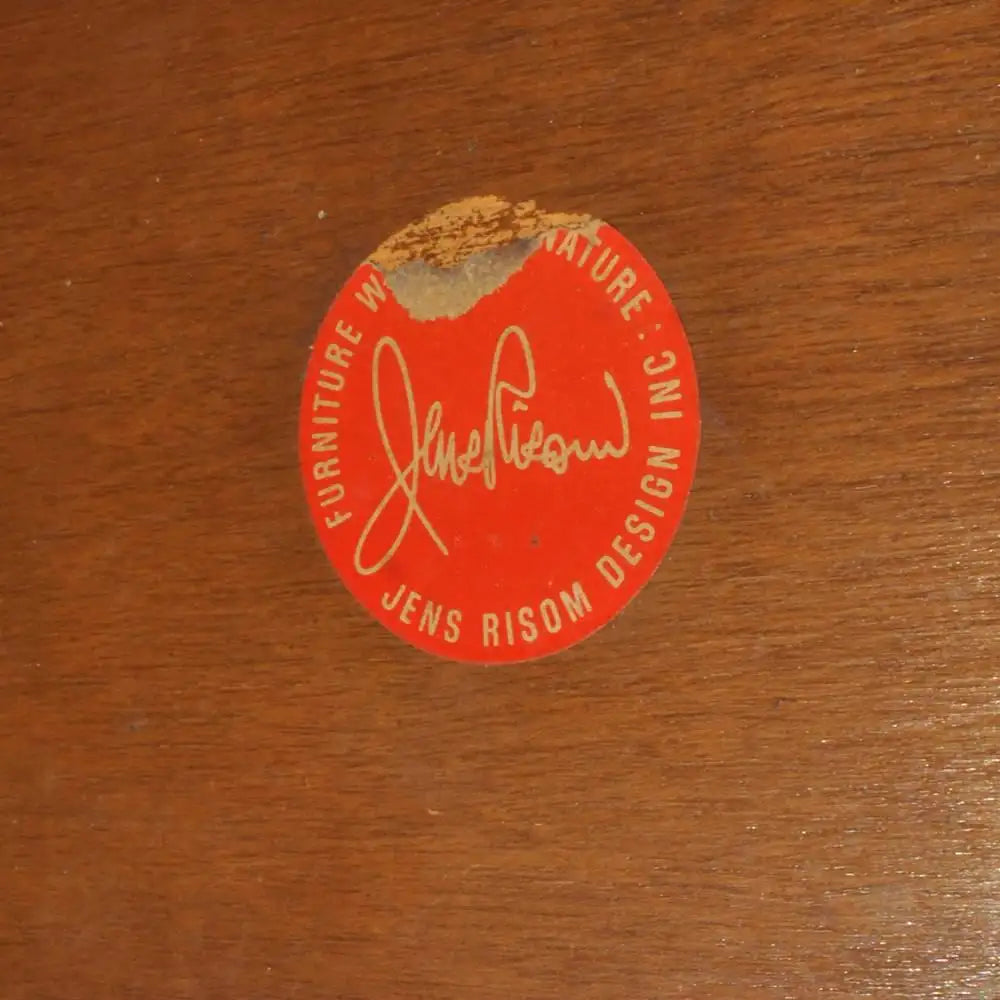 FURNITURE W NATURE :
Jens Risom
JENS RISOM DESIGN INC